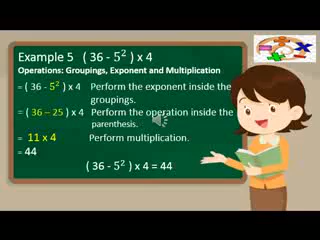 Example 5 ( 36 - 5² ) x 4
Operations: Groupings, Exponent and Multiplication
= ( 36 - 5² ) x 4 Perform the exponent inside the
groupings.
= ( 36 – 25 ) x 4 Perform the operation inside the
parenthesis.
= 11 x 4 Perform multiplication.
= 44
( 36 - 5² ) x 4 = 44